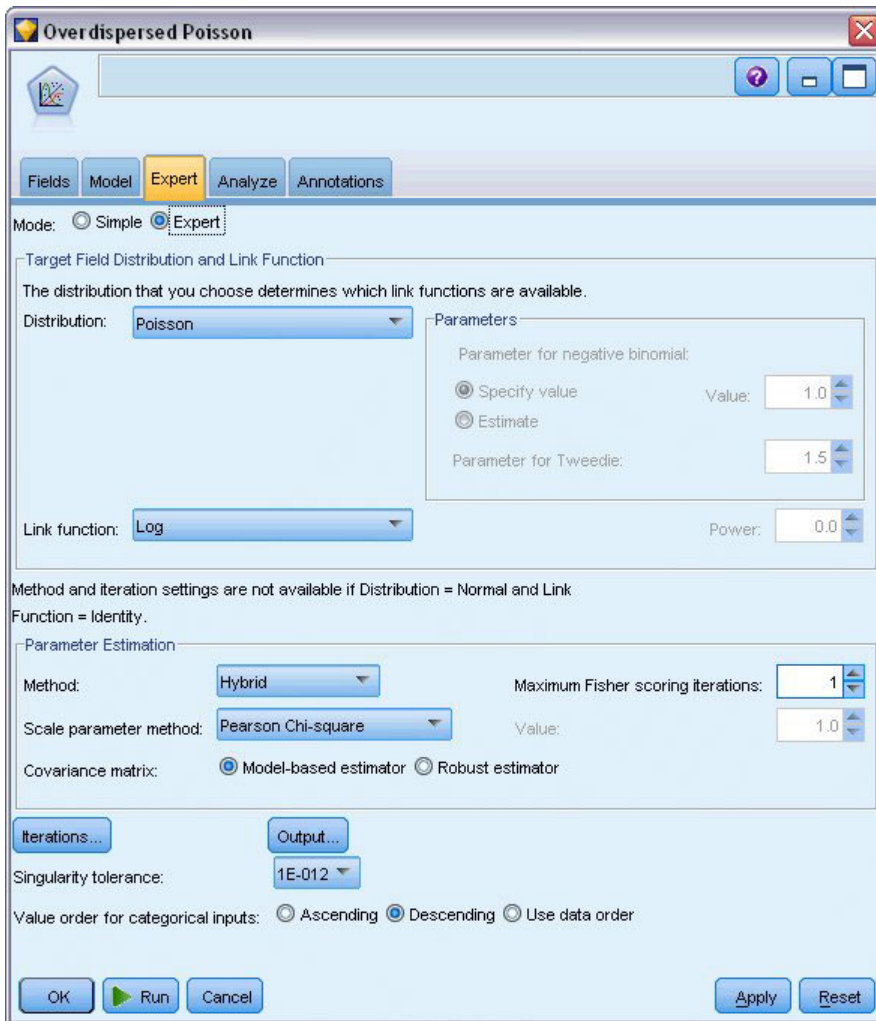 Overdispersed Poisson
Fields Model Expert Analyze Annotations
Mode: Simple Expert
Target Field Distribution and Link Function
The distribution that you choose determines which link functions are available.
Distribution: Poisson Parameters
Parameter for negative binomial:
Specify value Value: 1.0
Estimate
Parameter for Tweedie: 1.5
Link function: Log Power: 0.0
Method and iteration settings are not available if Distribution = Normal and Link
Function = Identity.
Parameter Estimation
Method: Hybrid Maximum Fisher scoring iterations: 1
Scale parameter method: Pearson Chi-square Value: 1.0
Covariance matrix: Model-based estimator Robust estimator
Iterations... Output...
Singularity tolerance: 1E-012
Value order for categorical inputs: Ascending Descending Use data order
OK Run Cancel Apply Reset